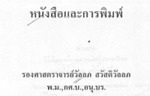 หนังสือและการพิมพ์
รองศาสตราจารย์วัลลภ สวัสดิวัลลภ
พ.ม.,กศ.บ.,อนุ.บร.